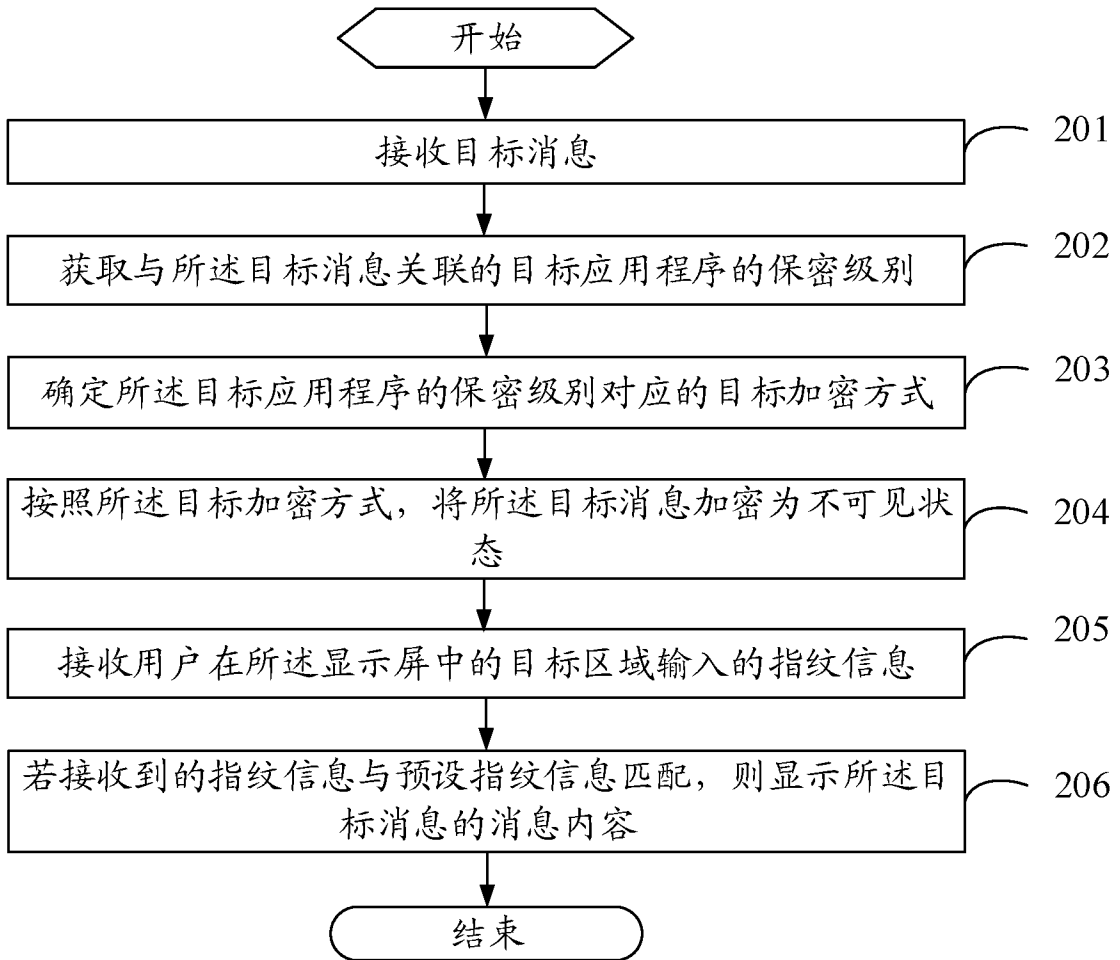 开始
接收目标消息
201
获取与所述目标消息关联的目标应用程序的保密级别
202
确定所述目标应用程序的保密级别对应的目标加密方式
203
按照所述目标加密方式，将所述目标消息加密为不可见状
态
204
接收用户在所述显示屏中的目标区域输入的指纹信息
205
若接收到的指纹信息与预设指纹信息匹配，则显示所述目
标消息的消息内容
206
结束